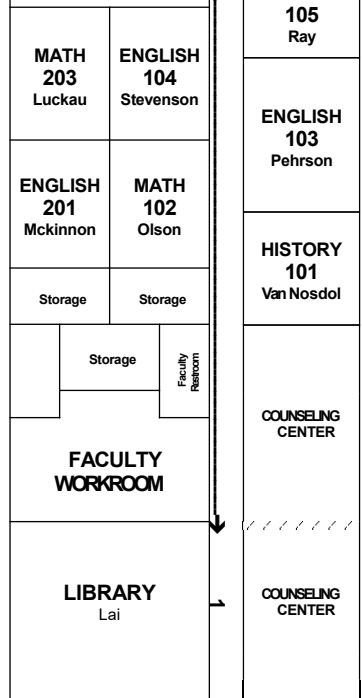 105
Ray
MATH
203
Luckau
ENGLISH
104
Stevenson
ENGLISH
103
Pehrson
ENGLISH
201
Mckinnon
MATH
102
Olson
HISTORY
101
Van Nosdol
Storage
Storage
Storage
Faculty
Restroom
COUNSELING
CENTER
FACULTY
WORKROOM
LIBRARY
Lai
1
COUNSELING
CENTER